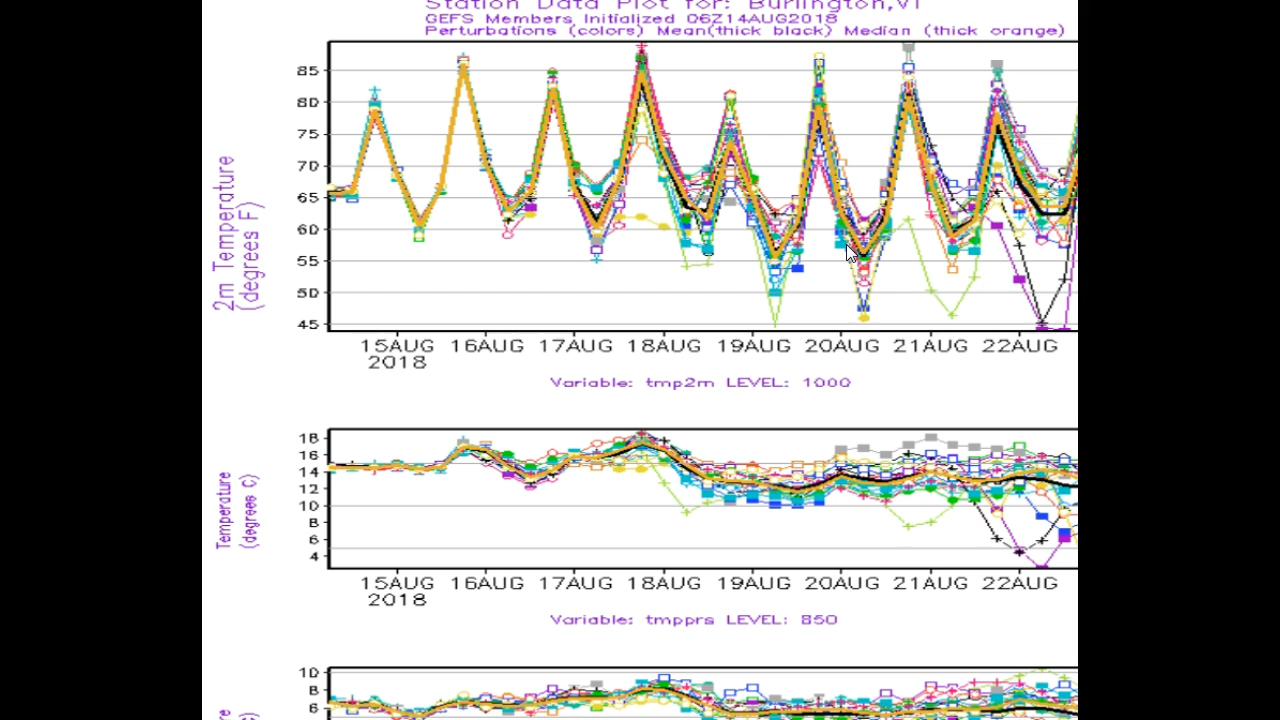 Station Data Plot for: Burlington,VT
GEFS Members Initialized 06Z14AUG2018
Perturbations (colors) Mean(thick black) Median (thick orange)
2m Temperature
(degrees F)
85
80
75
70
65
60
55
50
45
15AUG 16AUG 17AUG 18AUG 19AUG 20AUG 21AUG 22AUG
2018
Variable: tmp2m LEVEL: 1000
Temperature
(degrees C)
18
16
14
12
10
8
6
4
15AUG 16AUG 17AUG 18AUG 19AUG 20AUG 21AUG 22AUG
2018
Variable: tmpprs LEVEL: 850
10
8
6